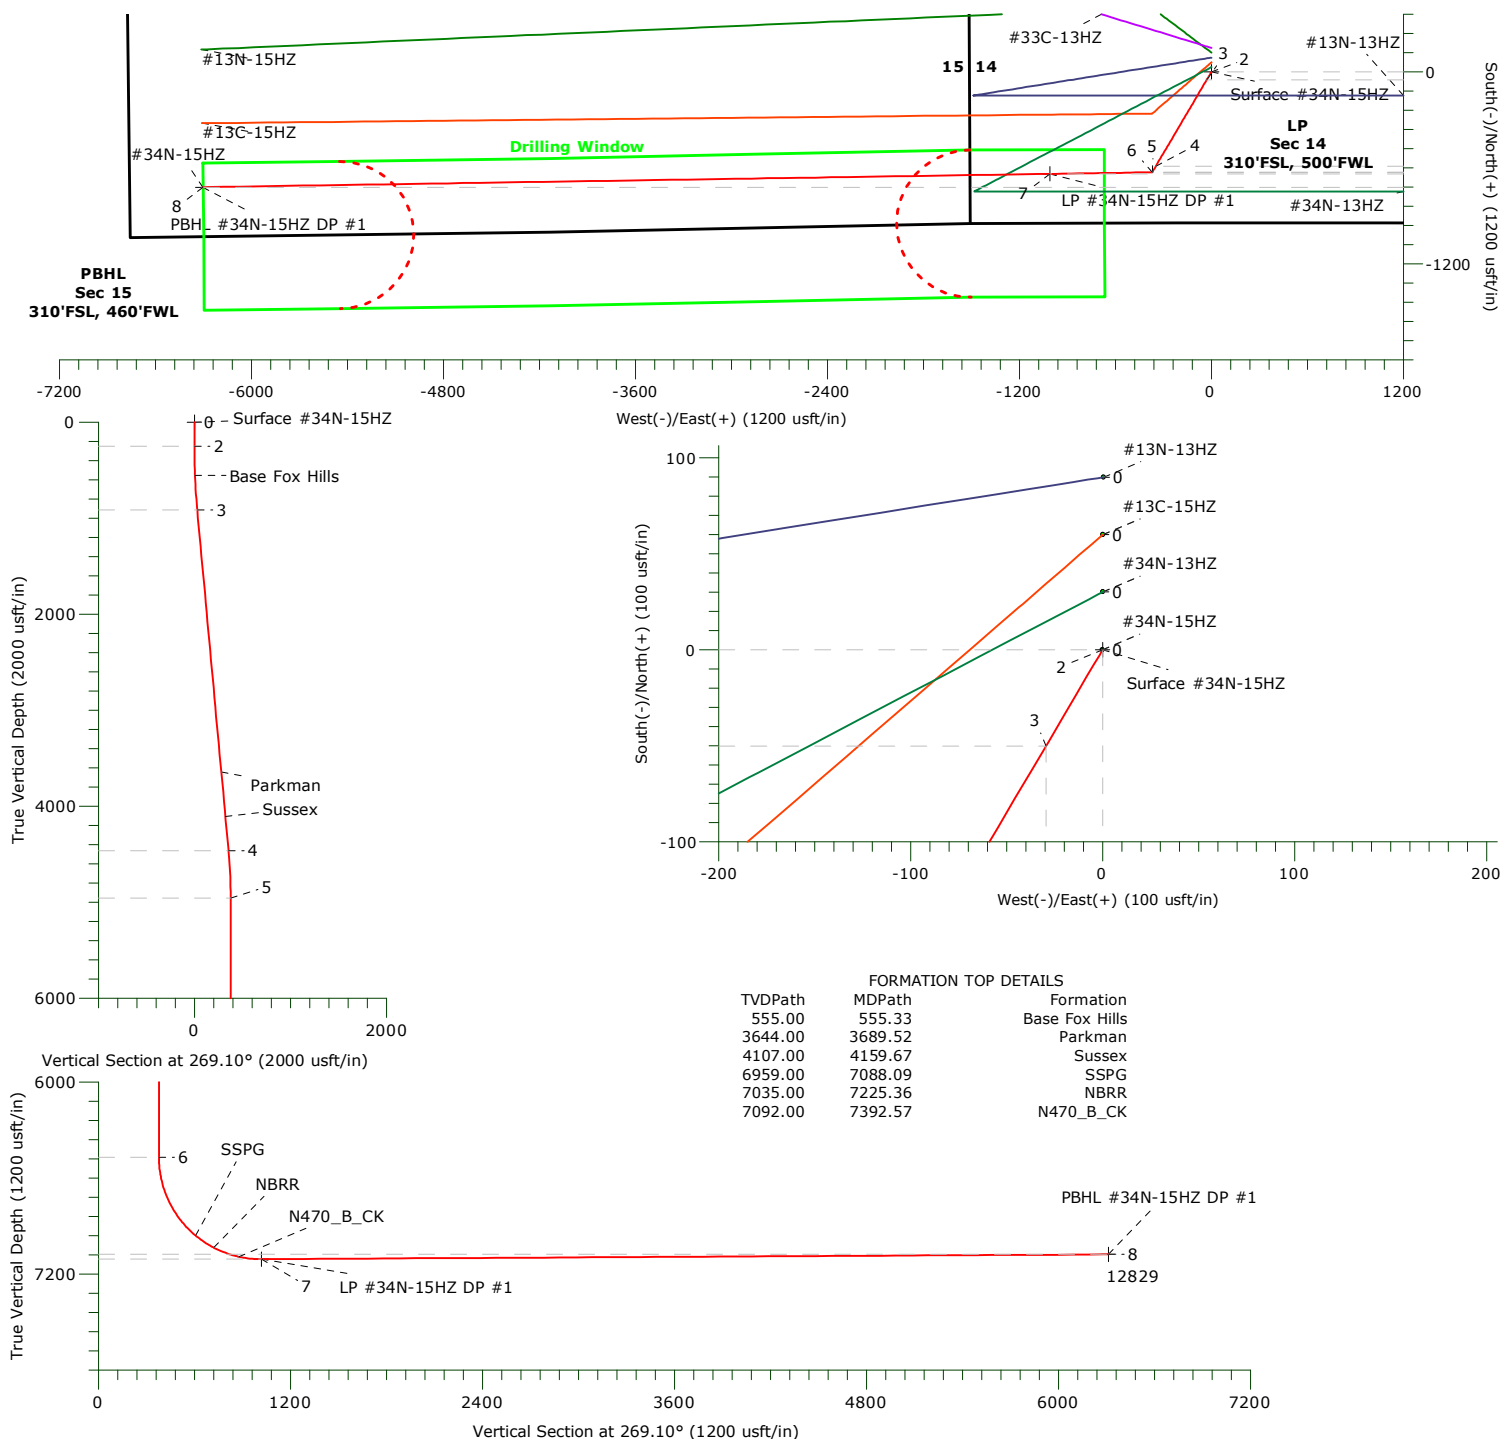 #13N-15HZ
#33C-13HZ
#13N-13HZ
3
2
15 14
0
Surface #34N-15HZ
#13C-15HZ
LP
Sec 14
310'FSL, 500'FWL
Drilling Window
#34N-15HZ
6
5
4
7
8
LP #34N-15HZ DP #1
#34N-13HZ
PBHL #34N-15HZ DP #1
-1200
South(-)/North(+) (1200 usft/in)
PBHL
Sec 15
310'FSL, 460'FWL
-7200
-6000
-4800
-3600
-2400
-1200
0
1200
West(-)/East(+) (1200 usft/in)
0
0
Surface #34N-15HZ
2
Base Fox Hills
3
2000
Parkman
Sussex
4000
4
5
6000
True Vertical Depth (2000 usft/in)
0
2000
Vertical Section at 269.10° (2000 usft/in)
100
#13N-13HZ
0
#13C-15HZ
0
#34N-13HZ
0
#34N-15HZ
0
0
2
Surface #34N-15HZ
3
-100
South(-)/North(+) (100 usft/in)
-200
-100
0
100
200
West(-)/East(+) (100 usft/in)
FORMATION TOP DETAILS
TVDPath MDPath Formation
555.00 555.33 Base Fox Hills
3644.00 3689.52 Parkman
4107.00 4159.67 Sussex
6959.00 7088.09 SSPG
7035.00 7225.36 NBRR
7092.00 7392.57 N470_B_CK
6000
6
SSPG
NBRR
N470_B_CK
PBHL #34N-15HZ DP #1
8
12829
7200
7
LP #34N-15HZ DP #1
True Vertical Depth (1200 usft/in)
0
1200
2400
3600
4800
6000
7200
Vertical Section at 269.10° (1200 usft/in)